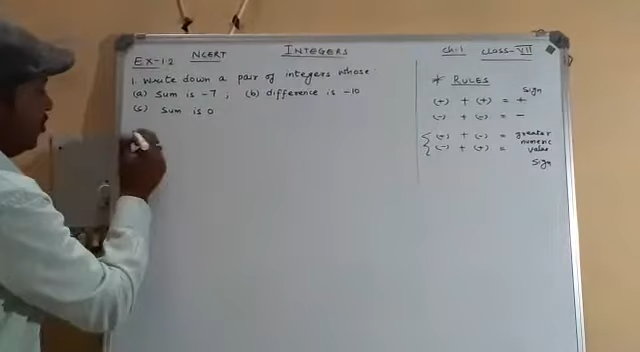 EX-1.2 NCERT INTEGERS Ch-1 class-VII
1. Write down a pair of integers whose:
(a) Sum is -7 ; (b) difference is -10
(c) Sum is 0
* RULES
Sign
(+) + (+) = +
(-) + (-) = -
(+) + (-) = greater
(-) + (+) = numeric
value
Sign